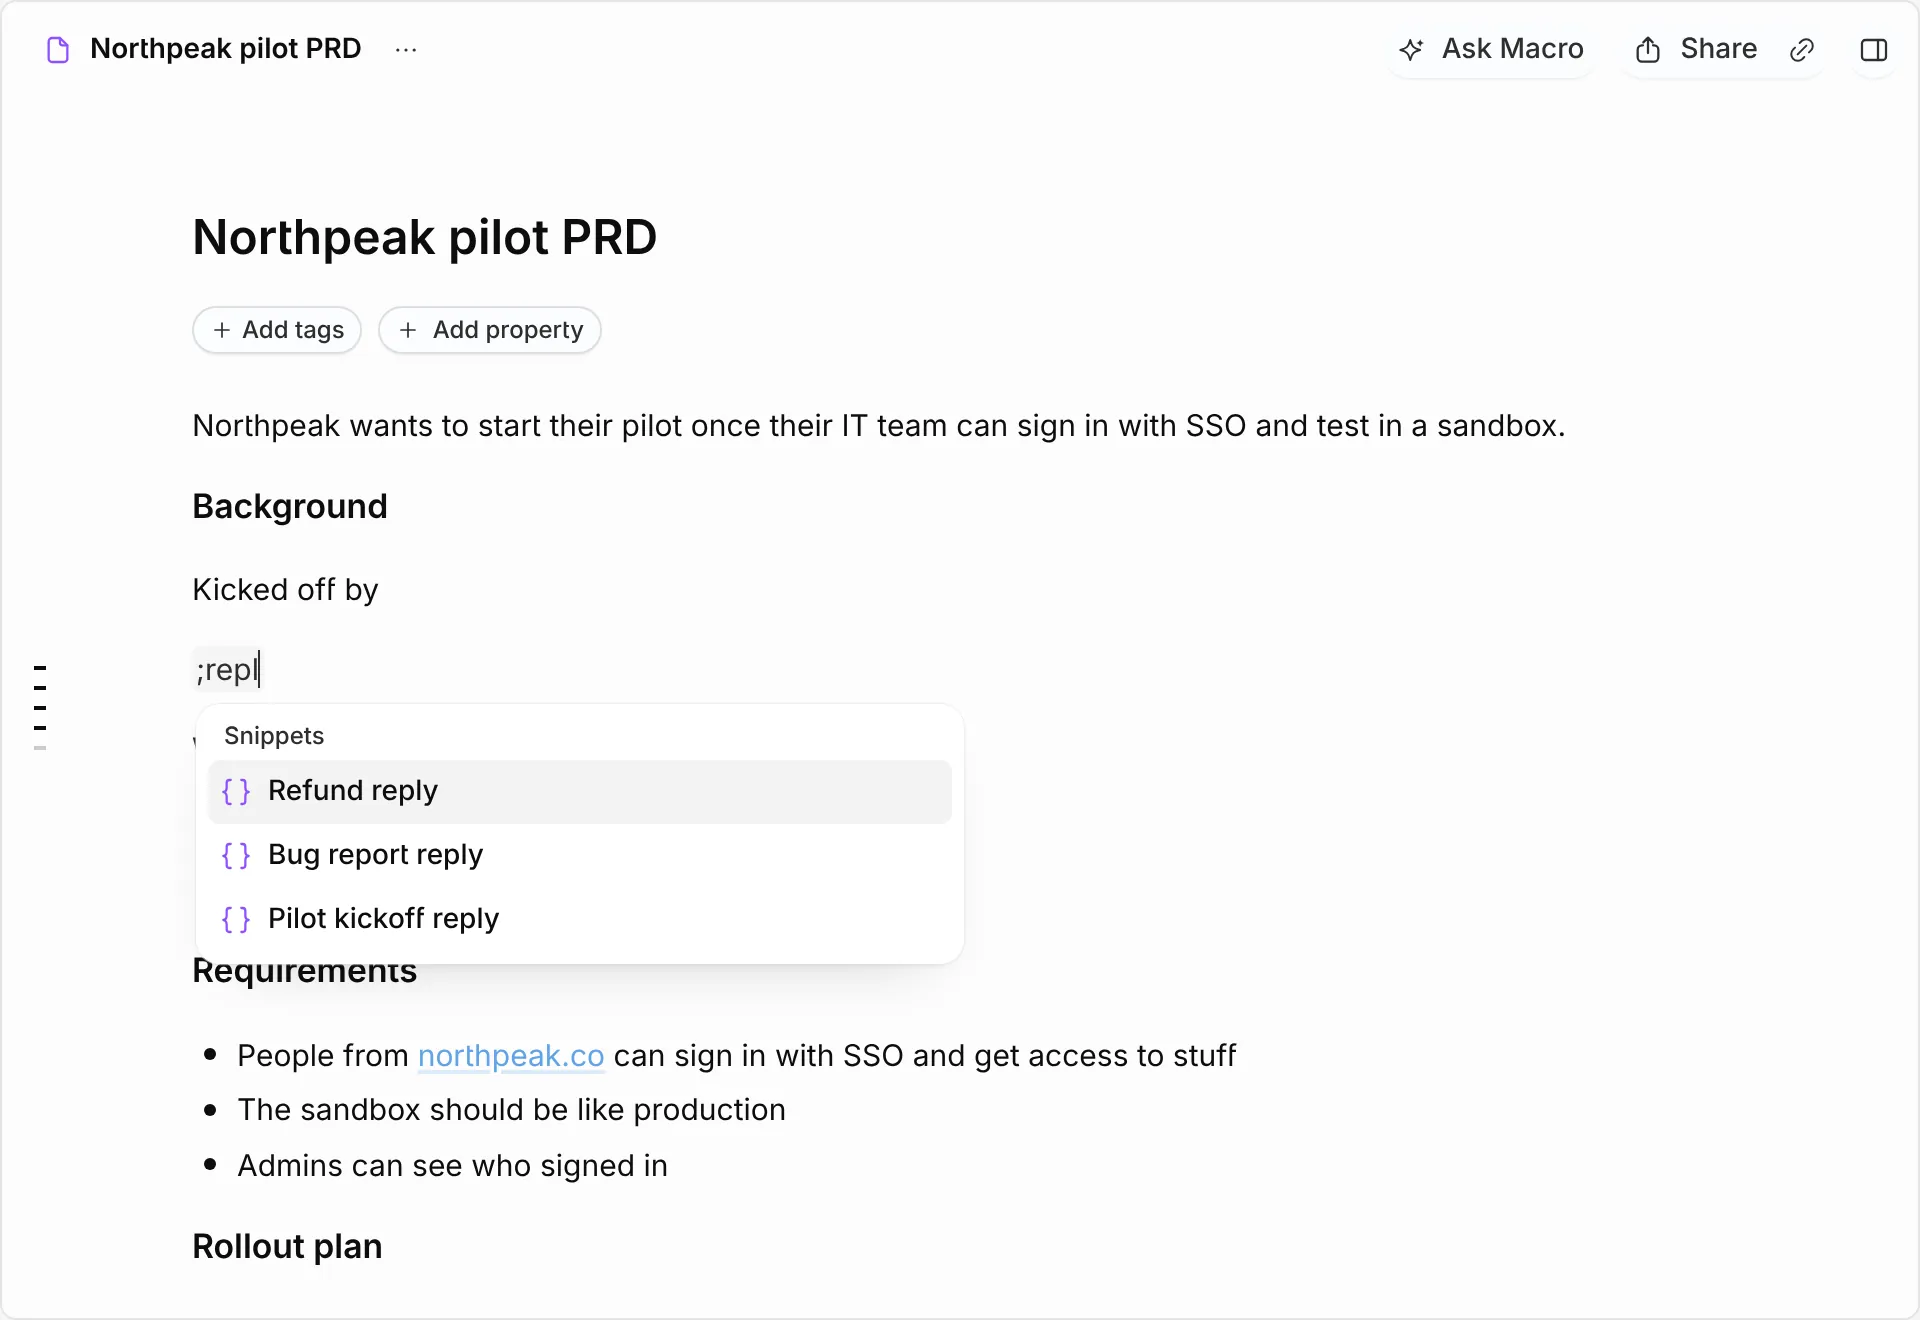 Northpeak pilot PRD ...
Ask Macro
Share
Northpeak pilot PRD
+ Add tags
+ Add property
Northpeak wants to start their pilot once their IT team can sign in with SSO and test in a sandbox.
Background
Kicked off by
;repl
Snippets
{ } Refund reply
{ } Bug report reply
{ } Pilot kickoff reply
Requirements
• People from northpeak.co can sign in with SSO and get access to stuff
• The sandbox should be like production
• Admins can see who signed in
Rollout plan